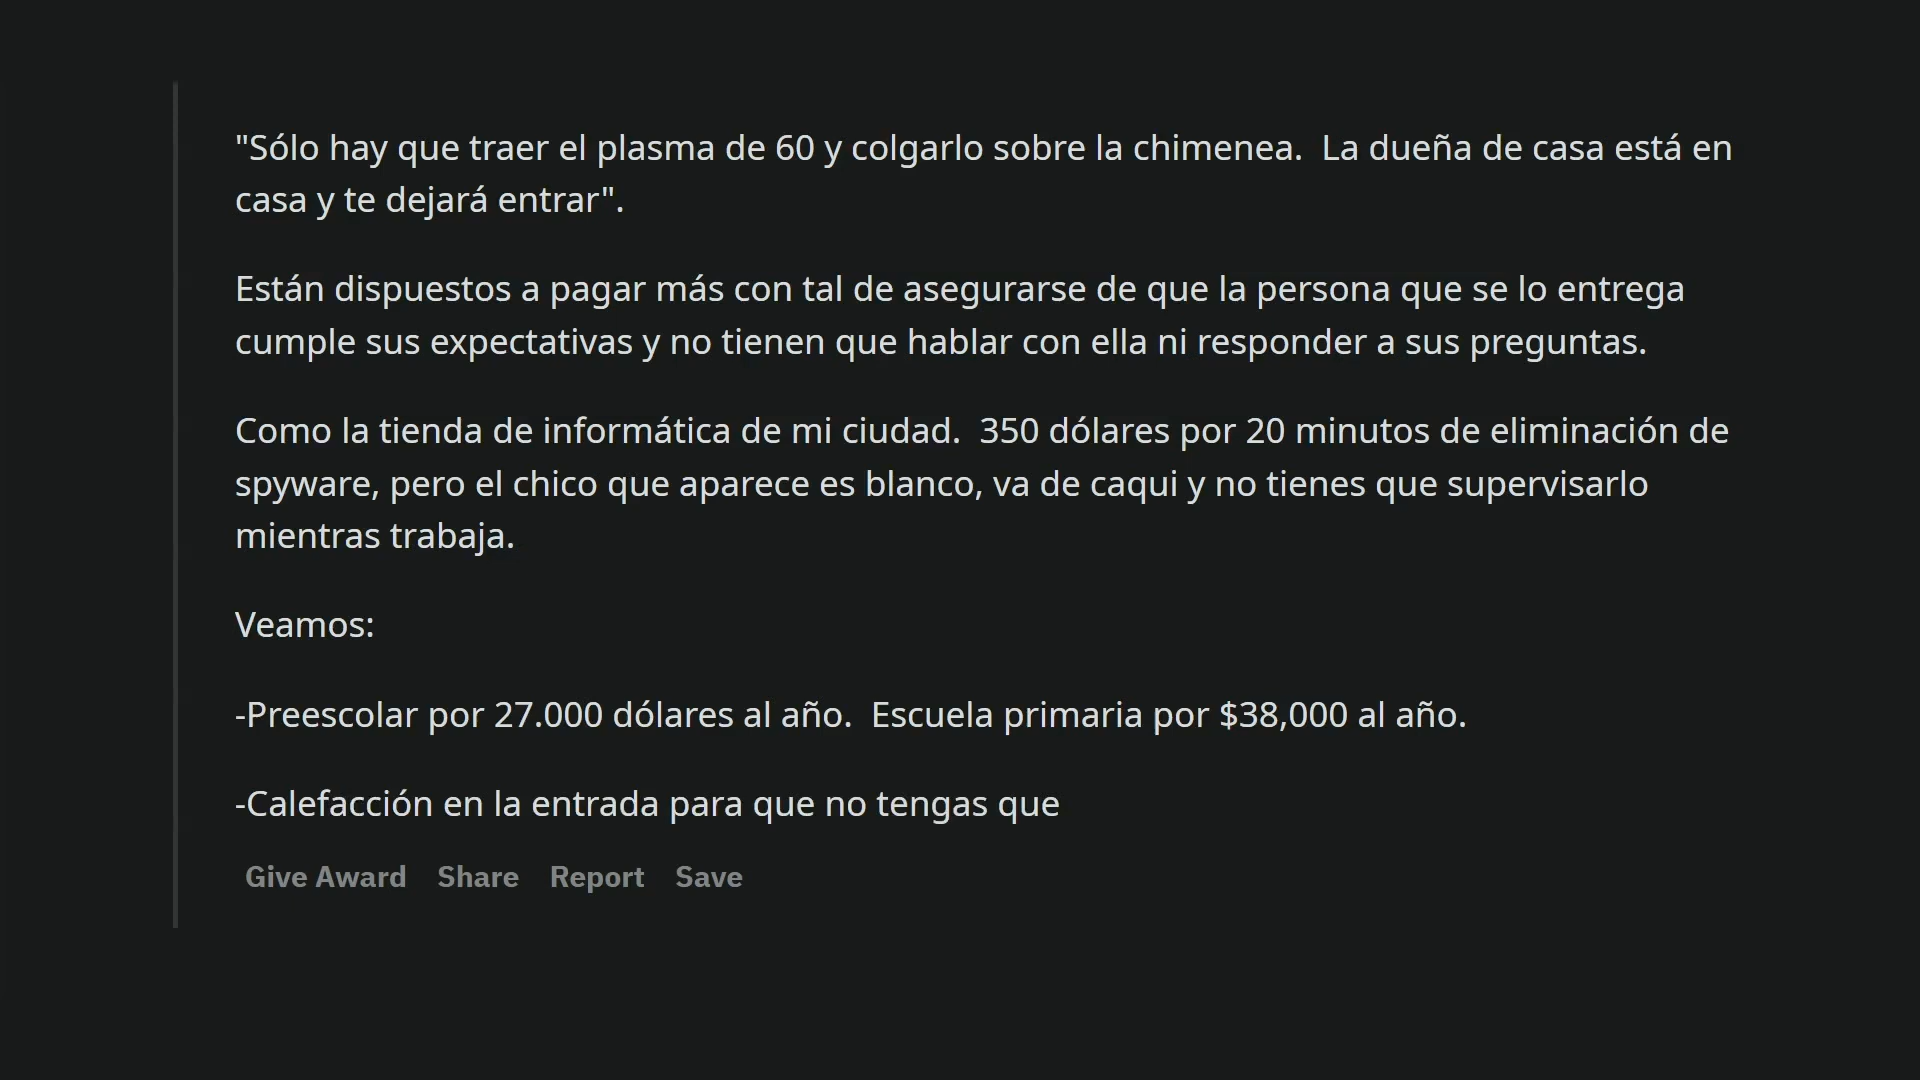 "Sólo hay que traer el plasma de 60 y colgarlo sobre la chimenea.  La dueña de casa está en
casa y te dejará entrar".
Están dispuestos a pagar más con tal de asegurarse de que la persona que se lo entrega
cumple sus expectativas y no tienen que hablar con ella ni responder a sus preguntas.
Como la tienda de informática de mi ciudad.  350 dólares por 20 minutos de eliminación de
spyware, pero el chico que aparece es blanco, va de caqui y no tienes que supervisarlo
mientras trabaja.
Veamos:
-Preescolar por 27.000 dólares al año.  Escuela primaria por $38,000 al año.
-Calefacción en la entrada para que no tengas que
Give Award Share Report Save